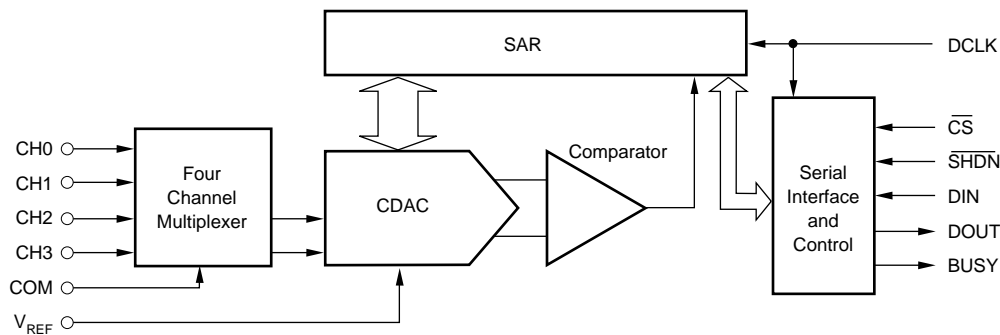 SAR
DCLK
CH0
CH1
CH2
CH3
COM
VREF
Four
Channel
Multiplexer
CDAC
Comparator
Serial
Interface
and
Control
CS
SHDN
DIN
DOUT
BUSY